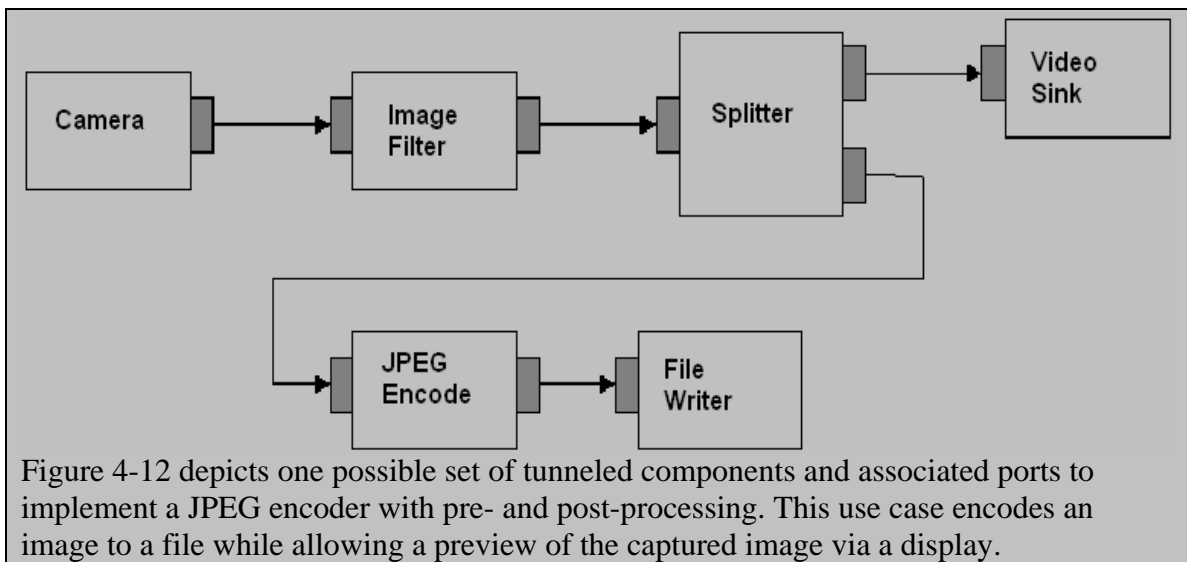 Camera
Image
Filter
Splitter
Video
Sink
JPEG
Encode
File
Writer
Figure 4-12 depicts one possible set of tunneled components and associated ports to
implement a JPEG encoder with pre- and post-processing. This use case encodes an
image to a file while allowing a preview of the captured image via a display.